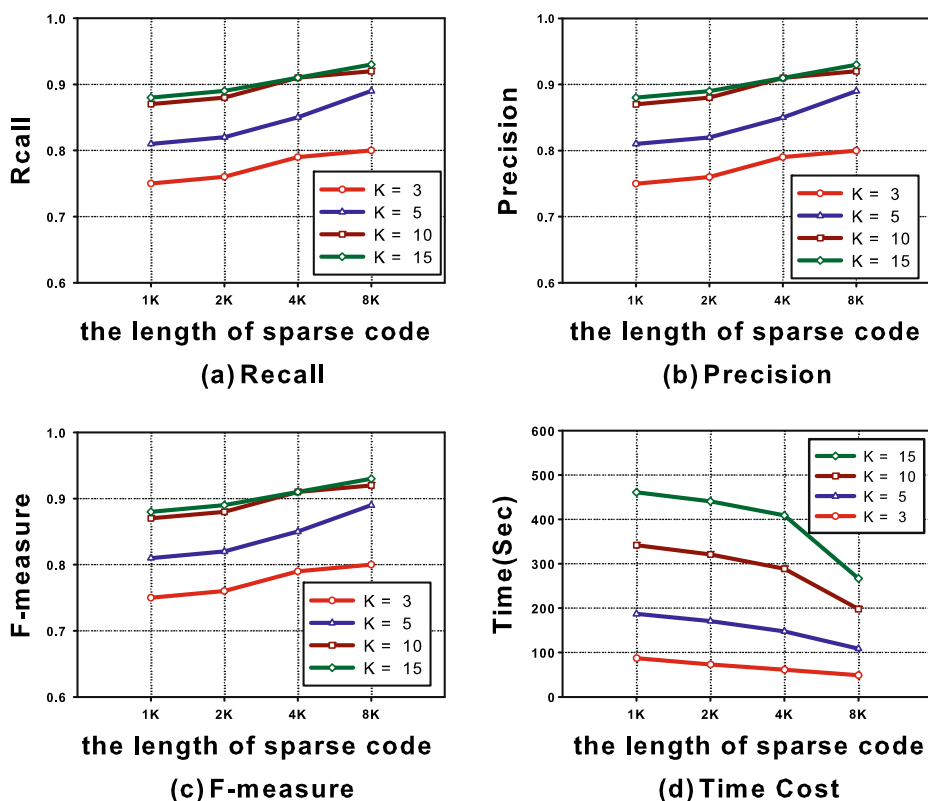 1.0
0.9
0.8
0.7
0.6
Rcall
K = 3
K = 5
K = 10
K = 15
1K 2K 4K 8K
the length of sparse code
(a) Recall
1.0
0.9
0.8
0.7
0.6
Precision
K = 3
K = 5
K = 10
K = 15
1K 2K 4K 8K
the length of sparse code
(b) Precision
1.0
0.9
0.8
0.7
0.6
F-measure
K = 3
K = 5
K = 10
K = 15
1K 2K 4K 8K
the length of sparse code
(c) F-measure
600
500
400
300
200
100
0
Time(Sec)
K = 15
K = 10
K = 5
K = 3
1K 2K 4K 8K
the length of sparse code
(d) Time Cost